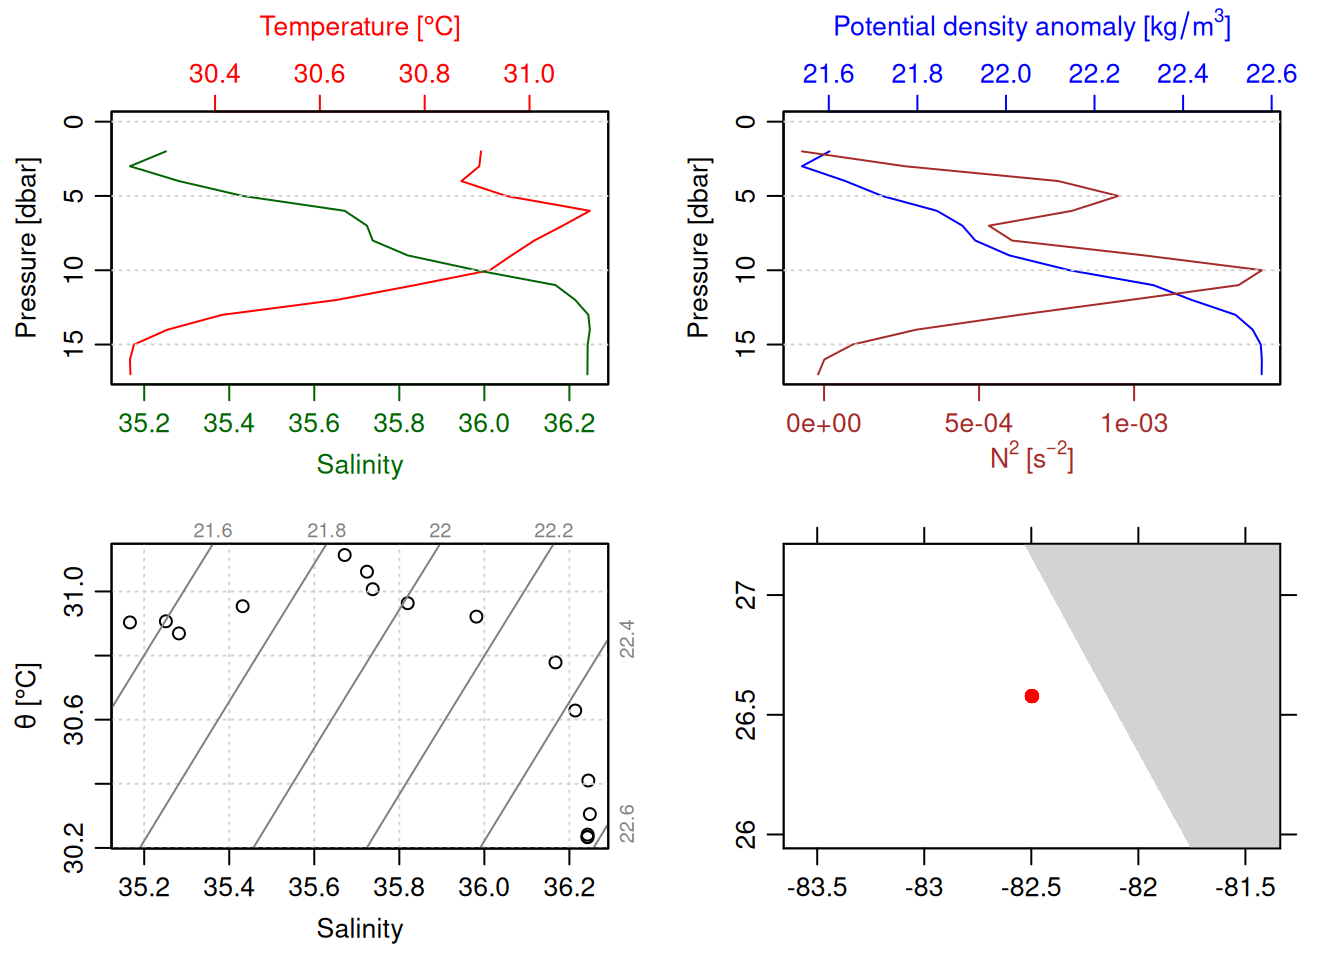 Temperature [°C]
30.4 30.6 30.8 31.0
Pressure [dbar]
0
5
10
15
35.2 35.4 35.6 35.8 36.0 36.2
Salinity
Potential density anomaly [kg/m³]
21.6 21.8 22.0 22.2 22.4 22.6
Pressure [dbar]
0
5
10
15
0e+00 5e-04 1e-03
N² [s⁻²]
21.6 21.8 22 22.2
22.4
22.6
θ [°C]
31.0
30.6
30.2
35.2 35.4 35.6 35.8 36.0 36.2
Salinity
27
26.5
26
-83.5 -83 -82.5 -82 -81.5